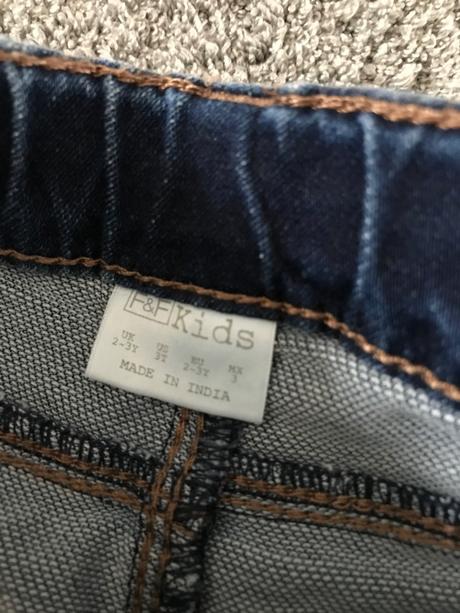 F&F Kids
UK US EU MX
2-3Y 3T 2-3Y 3
MADE IN INDIA